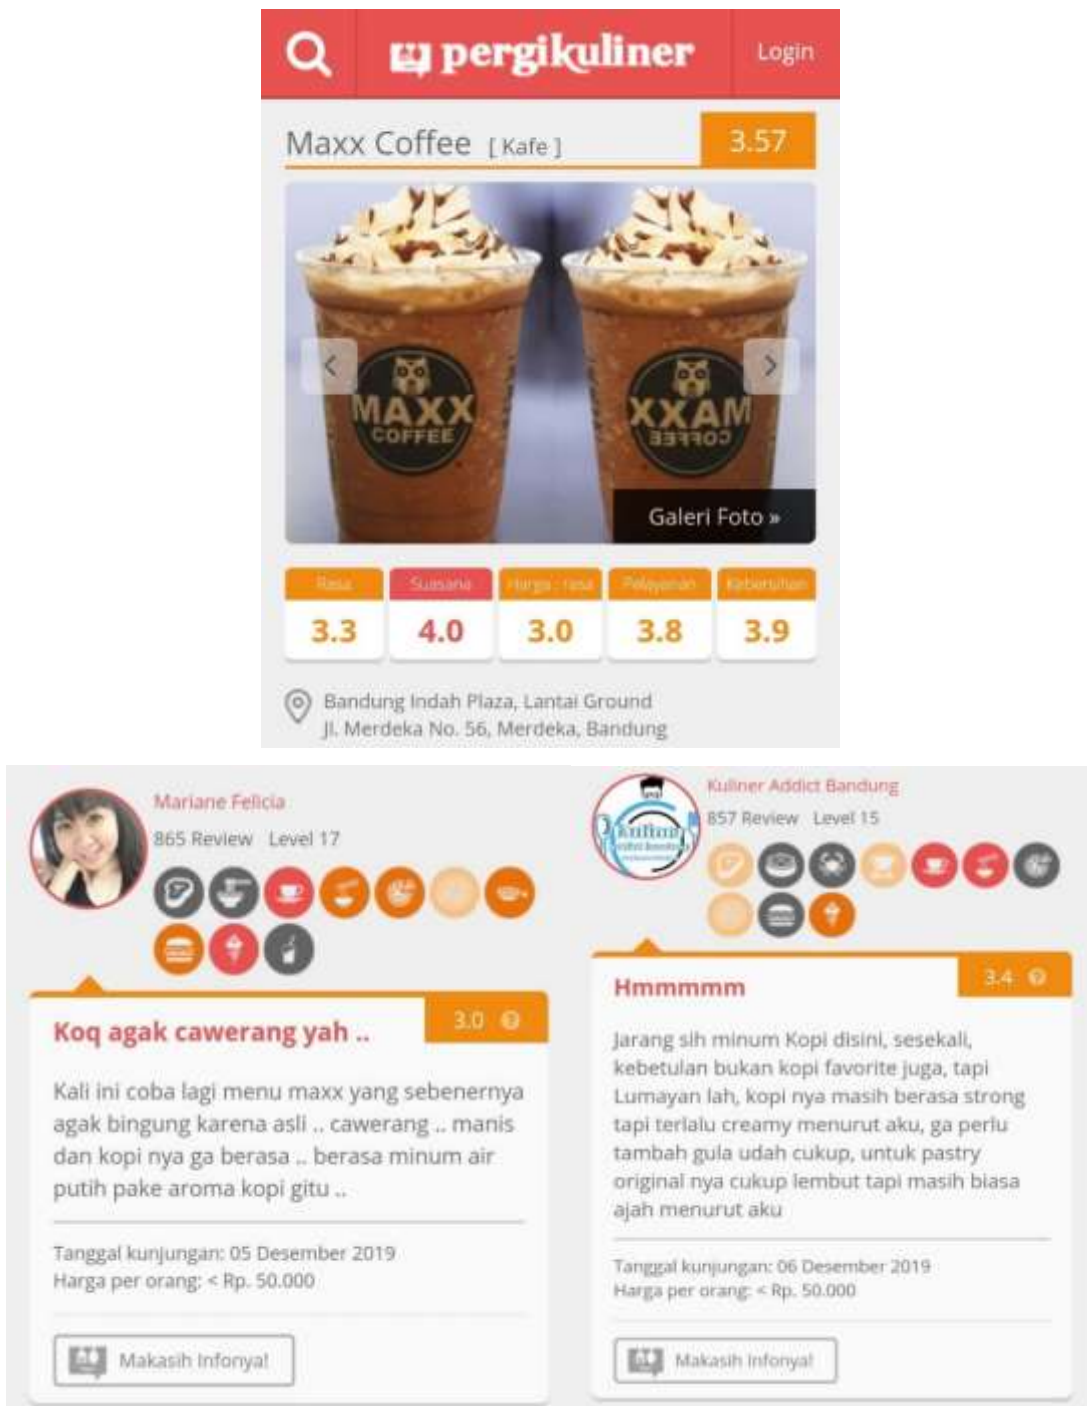 pergikuliner
Login
Maxx Coffee [ Kafe ]
3.57
MAXX
COFFEE
MAXX
COFFEE
Galeri Foto »
Rasa
Suasana
Harga : rasa
Pelayanan
Kebersihan
3.3
4.0
3.0
3.8
3.9
Bandung Indah Plaza, Lantai Ground
Jl. Merdeka No. 56, Merdeka, Bandung
Mariane Felicia
865 Review Level 17
3.0
Koq agak cawerang yah ..
Kali ini coba lagi menu maxx yang sebenernya
agak bingung karena asli .. cawerang .. manis
dan kopi nya ga berasa .. berasa minum air
putih pake aroma kopi gitu ..
Tanggal kunjungan: 05 Desember 2019
Harga per orang: < Rp. 50.000
Makasih Infonya!
Kuliner Addict Bandung
857 Review Level 15
kuliner
3.4
Hmmmmm
Jarang sih minum Kopi disini, sesekali,
kebetulan bukan kopi favorite juga, tapi
Lumayan lah, kopi nya masih berasa strong
tapi terlalu creamy menurut aku, ga perlu
tambah gula udah cukup, untuk pastry
original nya cukup lembut tapi masih biasa
ajah menurut aku
Tanggal kunjungan: 06 Desember 2019
Harga per orang: < Rp. 50.000
Makasih Infonya!